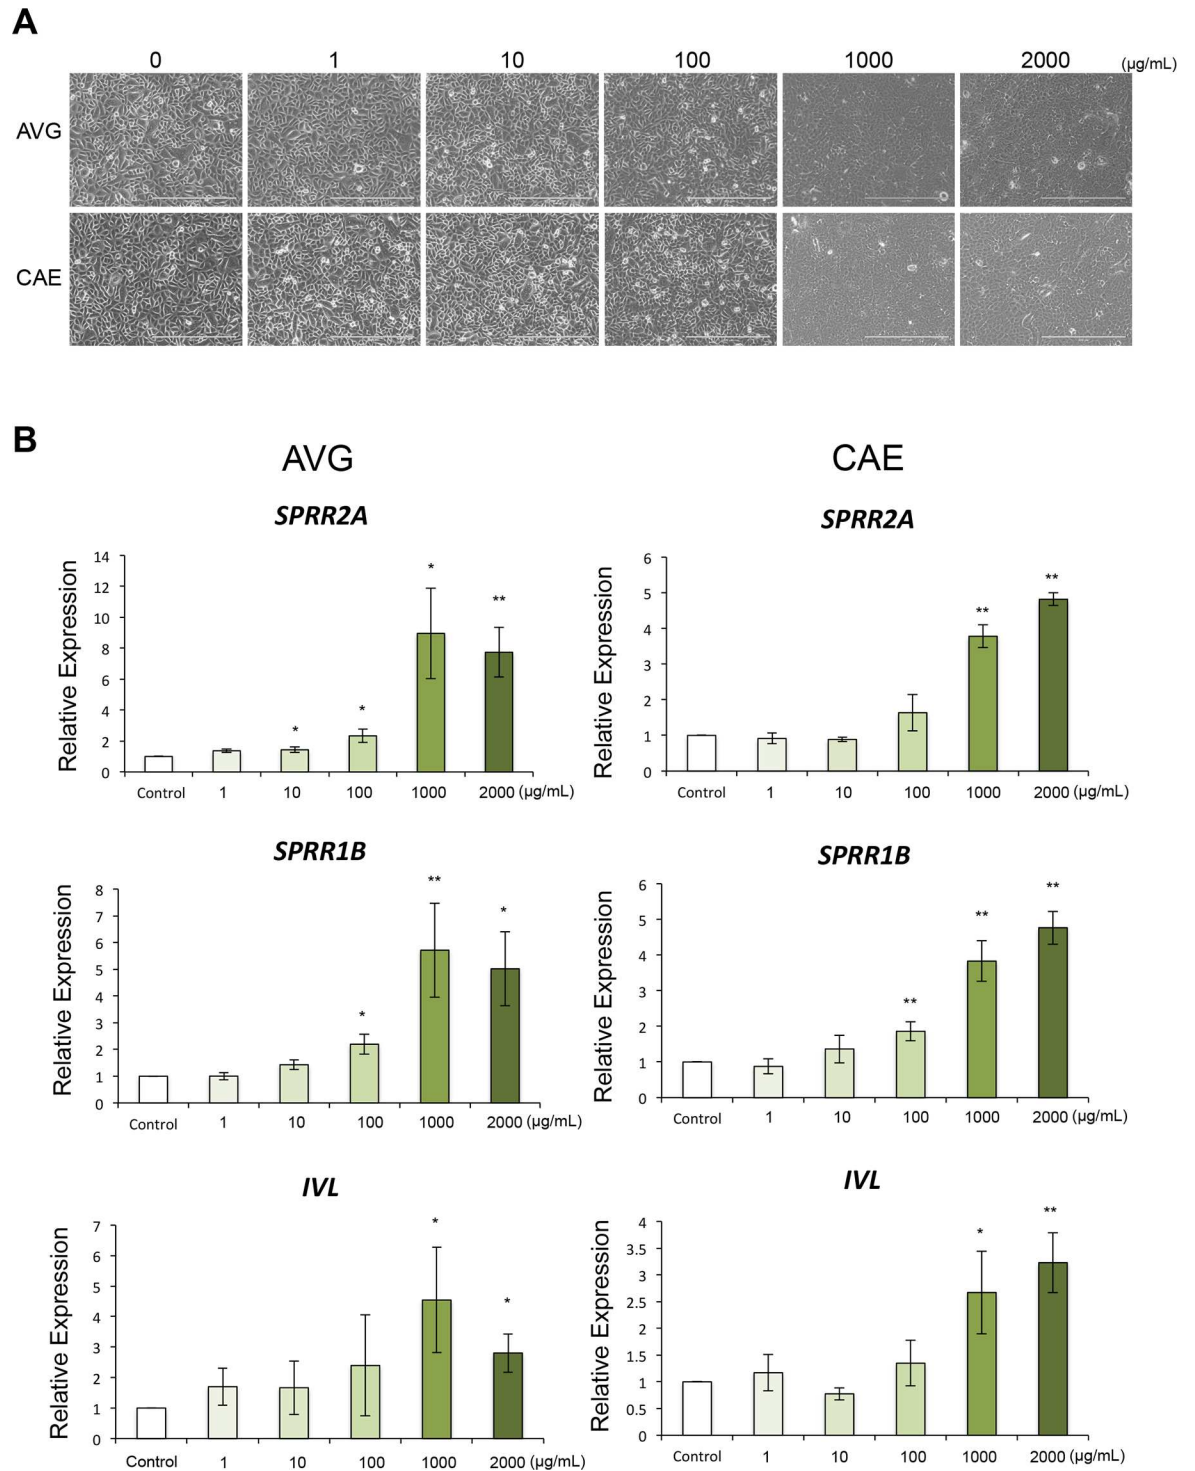 A
0 1 10 100 1000 2000 (μg/mL)
AVG
CAE
B
AVG CAE
SPRR2A
Relative Expression
14
12
10
8
6
4
2
0
* * * **
Control 1 10 100 1000 2000 (μg/mL)
SPRR2A
Relative Expression
6
5
4
3
2
1
0
** **
Control 1 10 100 1000 2000 (μg/mL)
SPRR1B
Relative Expression
8
7
6
5
4
3
2
1
0
* ** *
Control 1 10 100 1000 2000 (μg/mL)
SPRR1B
Relative Expression
6
5
4
3
2
1
0
** ** **
Control 1 10 100 1000 2000 (μg/mL)
IVL
Relative Expression
7
6
5
4
3
2
1
0
* *
Control 1 10 100 1000 2000 (μg/mL)
IVL
Relative Expression
4
3.5
3
2.5
2
1.5
1
0.5
0
* **
Control 1 10 100 1000 2000 (μg/mL)